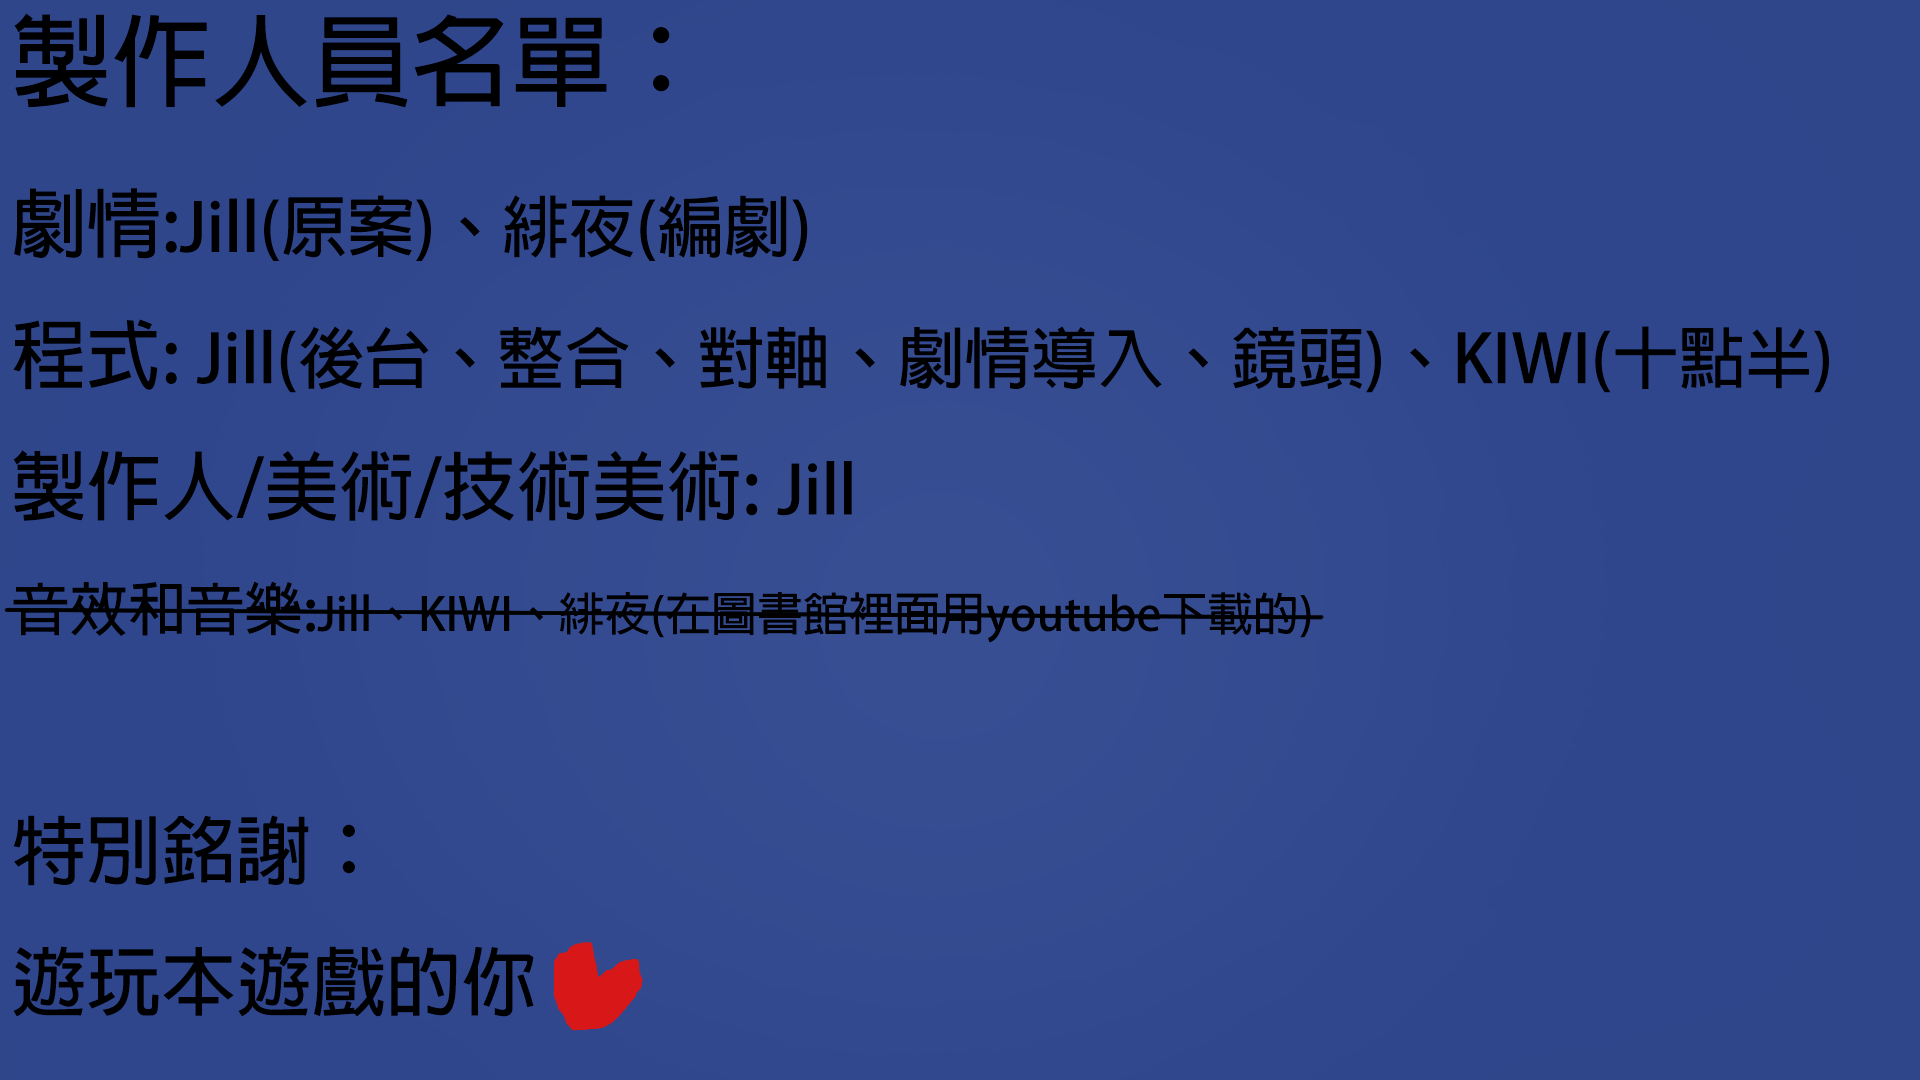 製作人員名單：
劇情:Jill(原案)、緋夜(編劇)
程式: Jill(後台、整合、對軸、劇情導入、鏡頭)、KIWI(十點半)
製作人/美術/技術美術: Jill
音效和音樂:Jill、KIWI、緋夜(在圖書館裡面用youtube下載的)
特別銘謝：
遊玩本遊戲的你